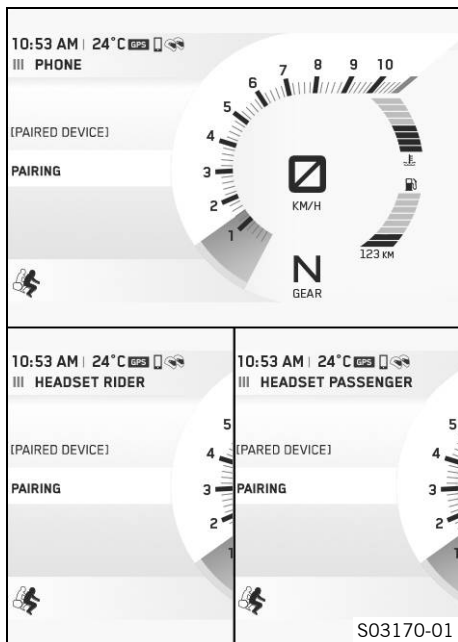 10:53 AM | 24°C GPS
PHONE
[PAIRED DEVICE]
PAIRING
1
2
3
4
5
6
7
8
9
10
KM/H
N
GEAR
123 KM
10:53 AM | 24°C GPS
HEADSET RIDER
[PAIRED DEVICE]
PAIRING
5
4
3
2
1
10:53 AM | 24°C GPS
HEADSET PASSENGER
[PARED DEVICE]
PAIRING
5
4
3
2
1
S03170-01